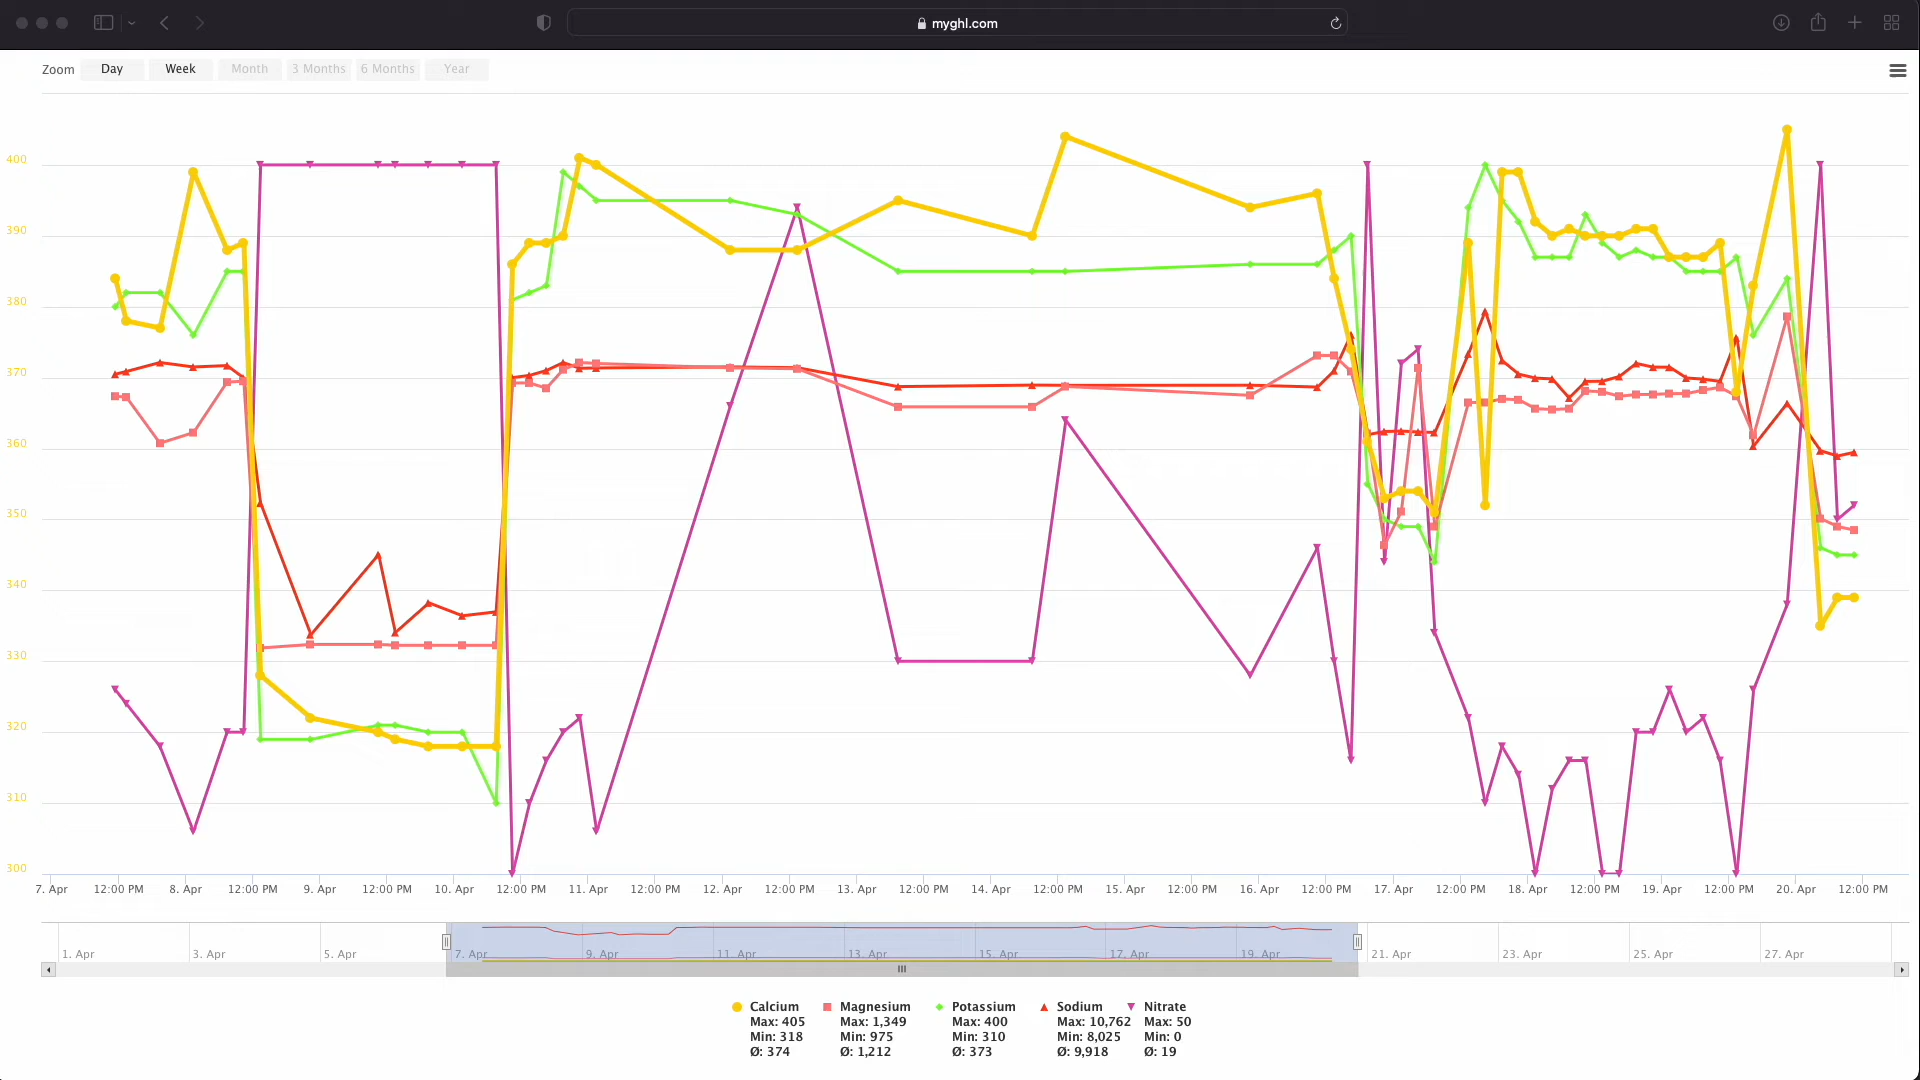 myghl.com
Zoom Day Week Month 3 Months 6 Months Year
400
390
380
370
360
350
340
330
320
310
300
7. Apr 12:00 PM 8. Apr 12:00 PM 9. Apr 12:00 PM 10. Apr 12:00 PM 11. Apr 12:00 PM 12. Apr 12:00 PM 13. Apr 12:00 PM 14. Apr 12:00 PM 15. Apr 12:00 PM 16. Apr 12:00 PM 17. Apr 12:00 PM 18. Apr 12:00 PM 19. Apr 12:00 PM 20. Apr 12:00 PM
1. Apr 3. Apr 5. Apr 7. Apr 9. Apr 11. Apr 13. Apr 15. Apr 17. Apr 19. Apr 21. Apr 23. Apr 25. Apr 27. Apr
Calcium Magnesium Potassium Sodium Nitrate
Max: 405 Max: 1,349 Max: 400 Max: 10,762 Max: 50
Min: 318 Min: 975 Min: 310 Min: 8,025 Min: 0
Ø: 374 Ø: 1,212 Ø: 373 Ø: 9,918 Ø: 19